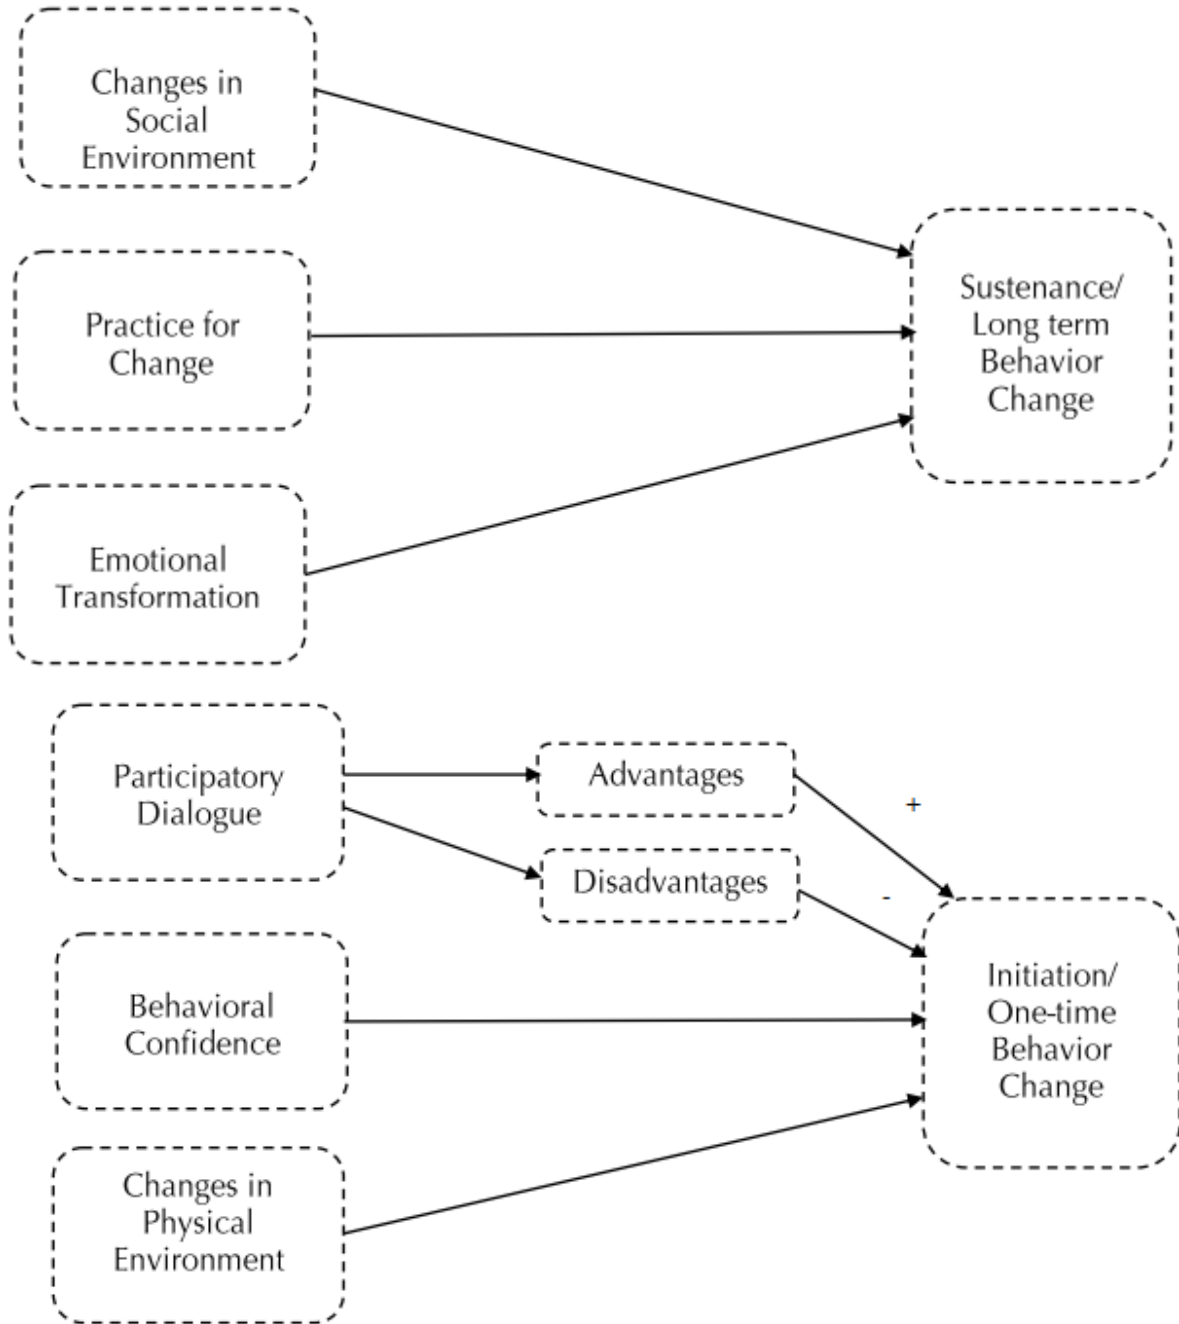 Changes in
Social
Environment
Practice for
Change
Emotional
Transformation
Sustenance/
Long term
Behavior
Change
Participatory
Dialogue
Advantages
+
Disadvantages
-
Behavioral
Confidence
Initiation/
One-time
Behavior
Change
Changes in
Physical
Environment